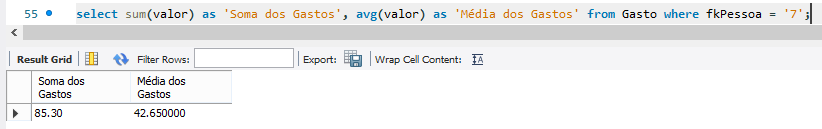 55 select sum(valor) as 'Soma dos Gastos', avg(valor) as 'Média dos Gastos' from Gasto where fkPessoa = '7';
Result Grid Filter Rows: Export: Wrap Cell Content: IA
Soma dos Gastos Média dos Gastos
85.30 42.650000